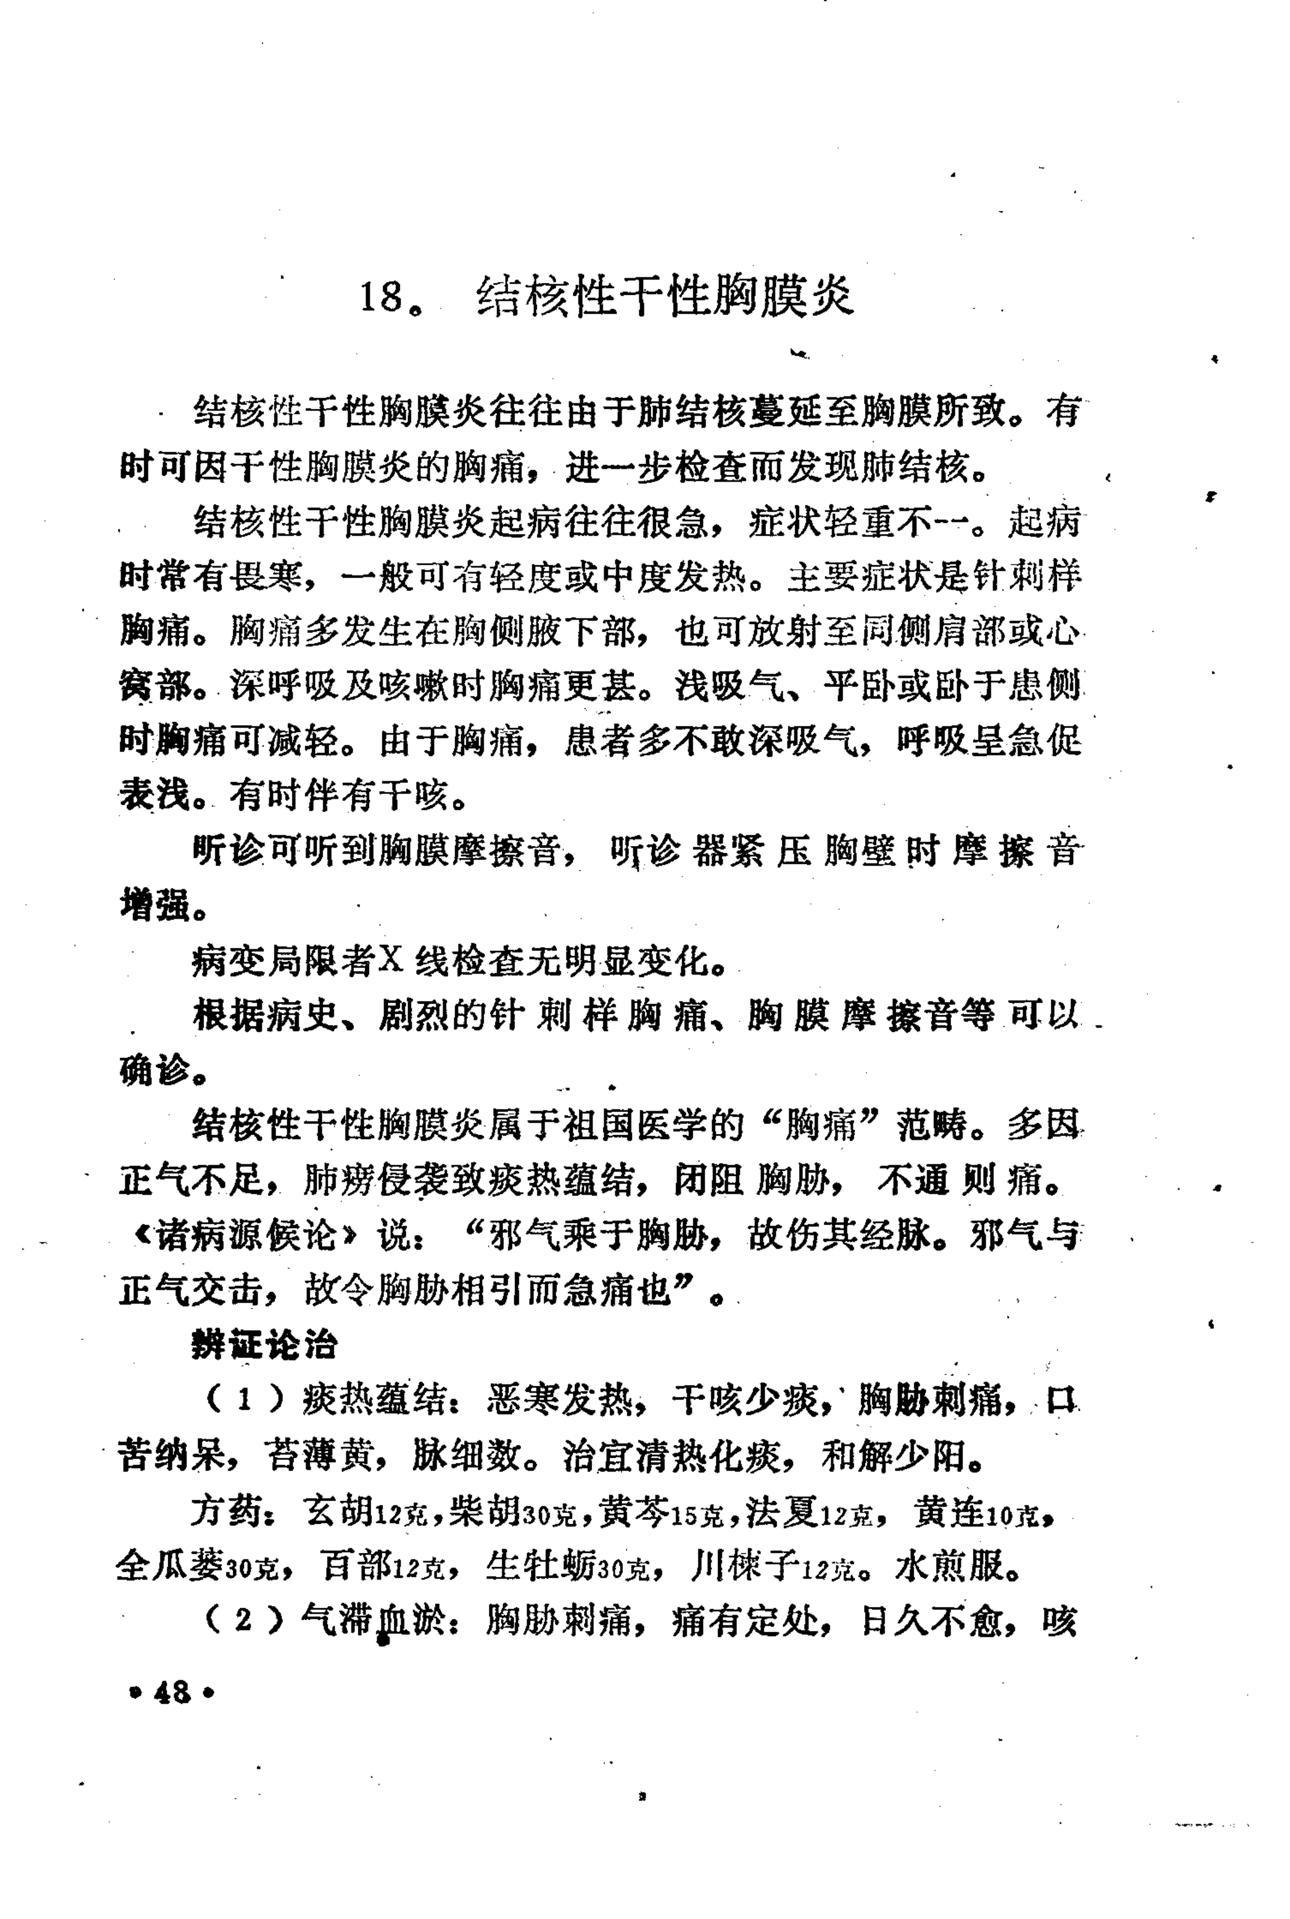 18。 结核性干性胸膜炎
结核性干性胸膜炎往往由于肺结核蔓延至胸膜所致。有
时可因干性胸膜炎的胸痛，进一步检查而发现肺结核。
结核性干性胸膜炎起病往往很急，症状轻重不一。起病
时常有畏寒，一般可有轻度或中度发热。主要症状是针刺样
胸痛。胸痛多发生在胸侧腋下部，也可放射至同侧肩部或心
窝部。深呼吸及咳嗽时胸痛更甚。浅吸气、平卧或卧于患侧
时胸痛可减轻。由于胸痛，患者多不敢深吸气，呼吸呈急促
表浅。有时伴有干咳。
听诊可听到胸膜摩擦音，听诊器紧压胸壁时摩擦音
增强。
病变局限者X线检查无明显变化。
根据病史、剧烈的针刺样胸痛、胸膜摩擦音等可以
确诊。
结核性干性胸膜炎属于祖国医学的“胸痛”范畴。多因
正气不足，肺痨侵袭致痰热蕴结，闭阻胸胁，不通则痛。
《诸病源候论》说：“邪气乘于胸胁，故伤其经脉。邪气与
正气交击，故令胸胁相引而急痛也”。
辨证论治
（1）痰热蕴结：恶寒发热，干咳少痰，胸胁刺痛，口
苦纳呆，苔薄黄，脉细数。治宜清热化痰，和解少阳。
方药：玄胡12克，柴胡30克，黄芩15克，法夏12克，黄连10克，
全瓜蒌30克，百部12克，生牡蛎30克，川楝子12克。水煎服。
（2）气滞血淤：胸胁刺痛，痛有定处，日久不愈，咳
•48•